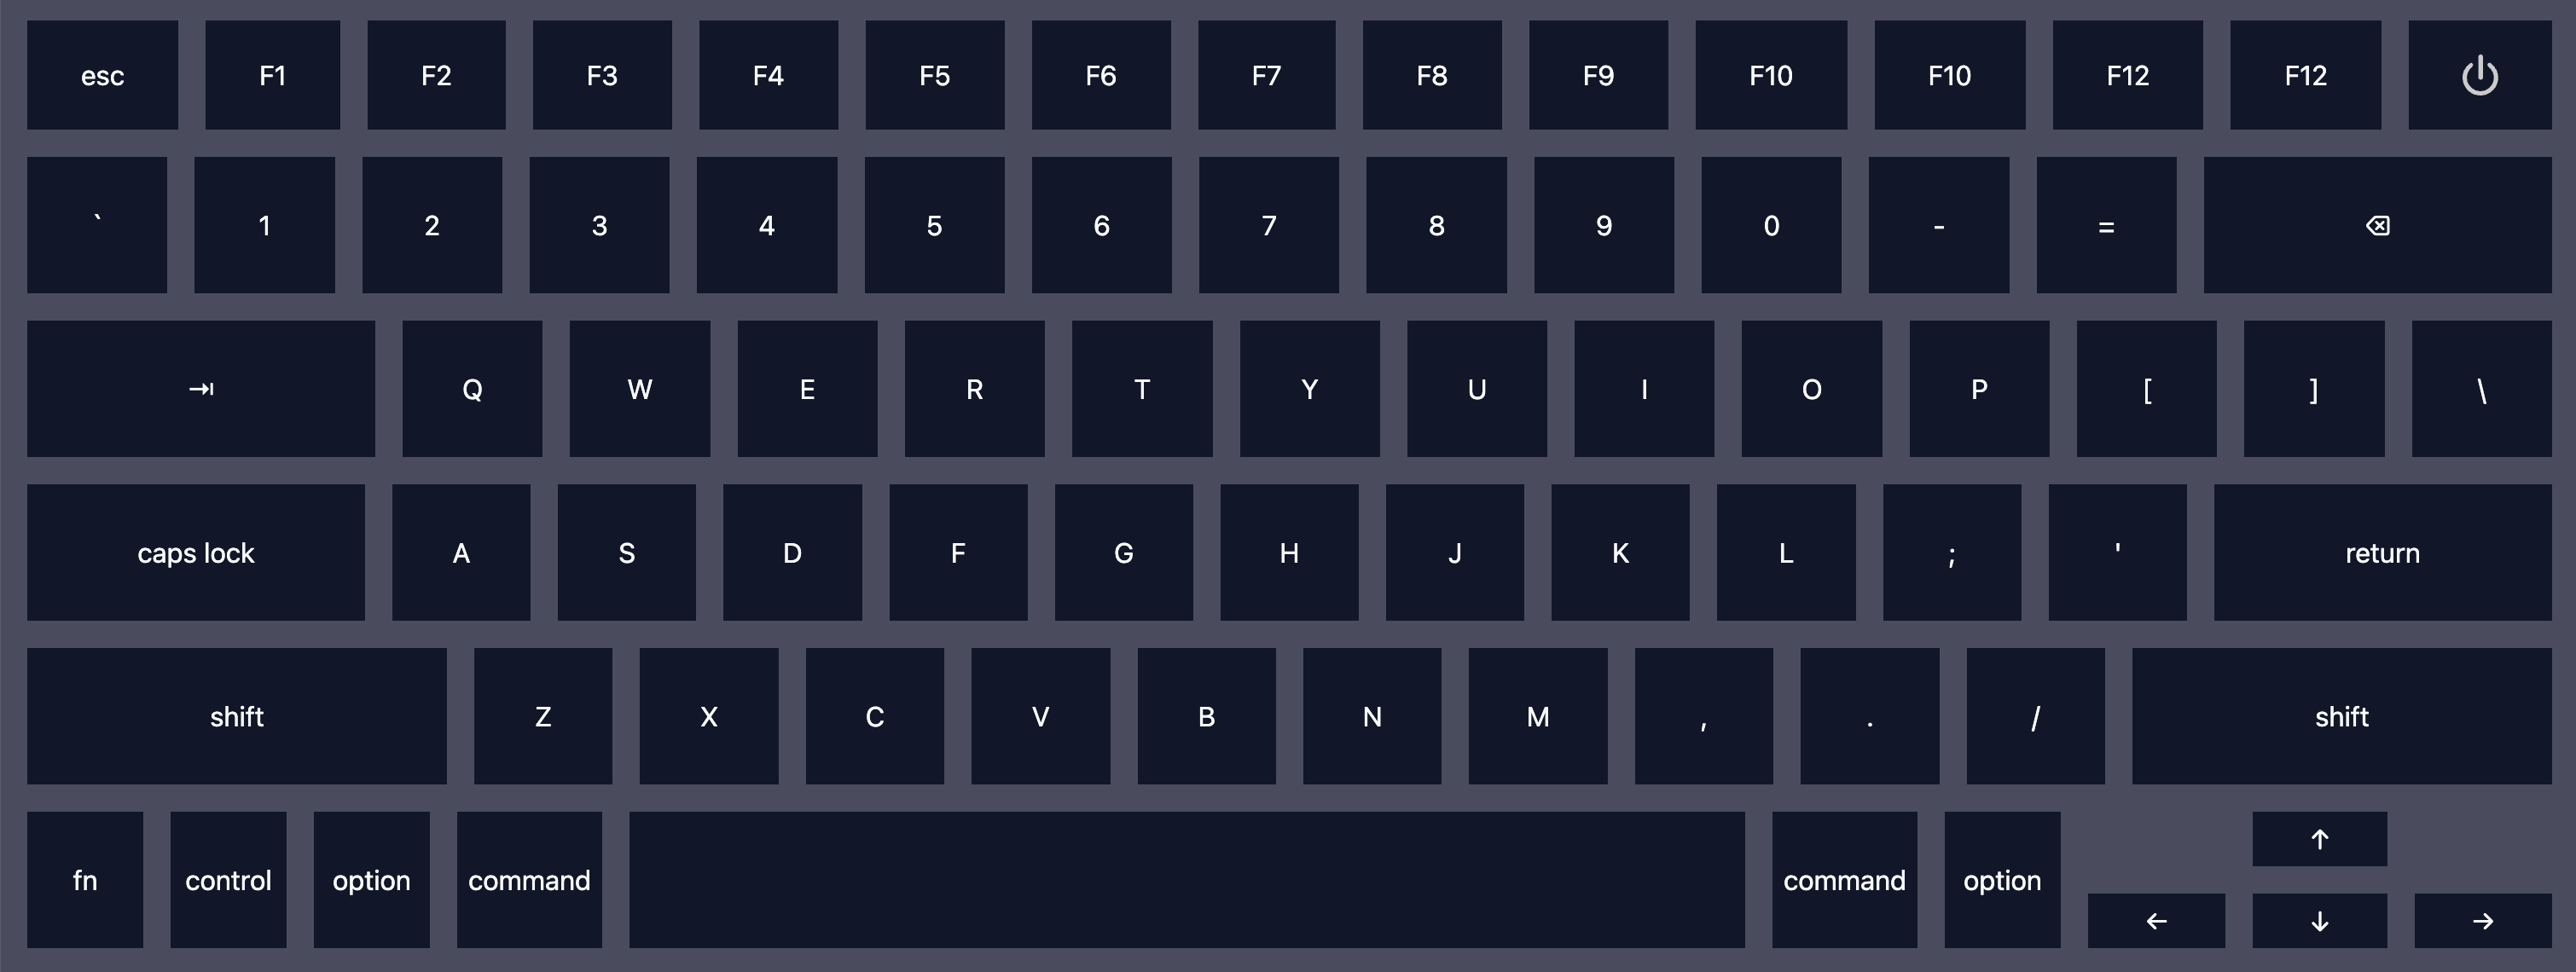 esc F1 F2 F3 F4 F5 F6 F7 F8 F9 F10 F10 F12 F12
` 1 2 3 4 5 6 7 8 9 0 - =
Q W E R T Y U I O P [ ] \
caps lock A S D F G H J K L ; ' return
shift Z X C V B N M , . / shift
fn control option command command option ↑
← ↓ →